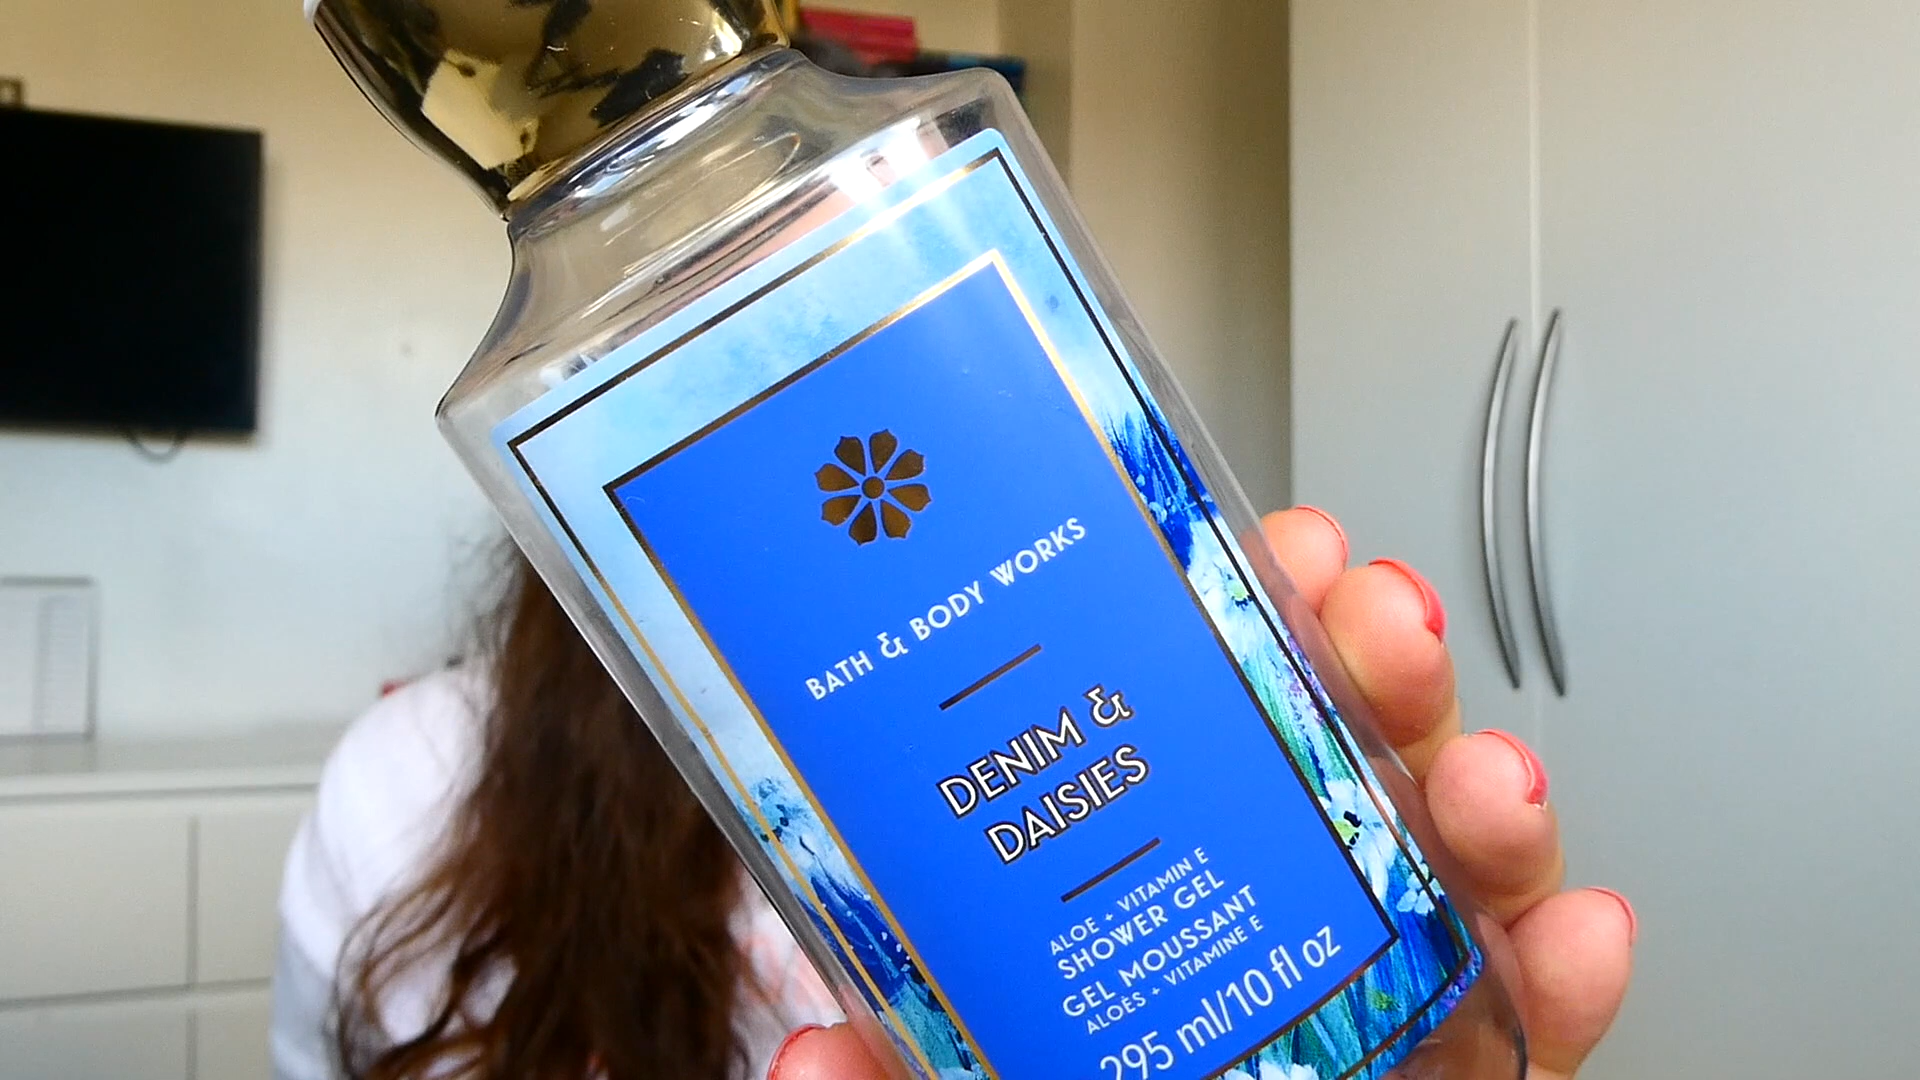 BATH & BODY WORKS
DENIM &
DAISIES
ALOE + VITAMIN E
SHOWER GEL
GEL MOUSSANT
ALOÈS + VITAMINE E
295 ml/10 fl oz